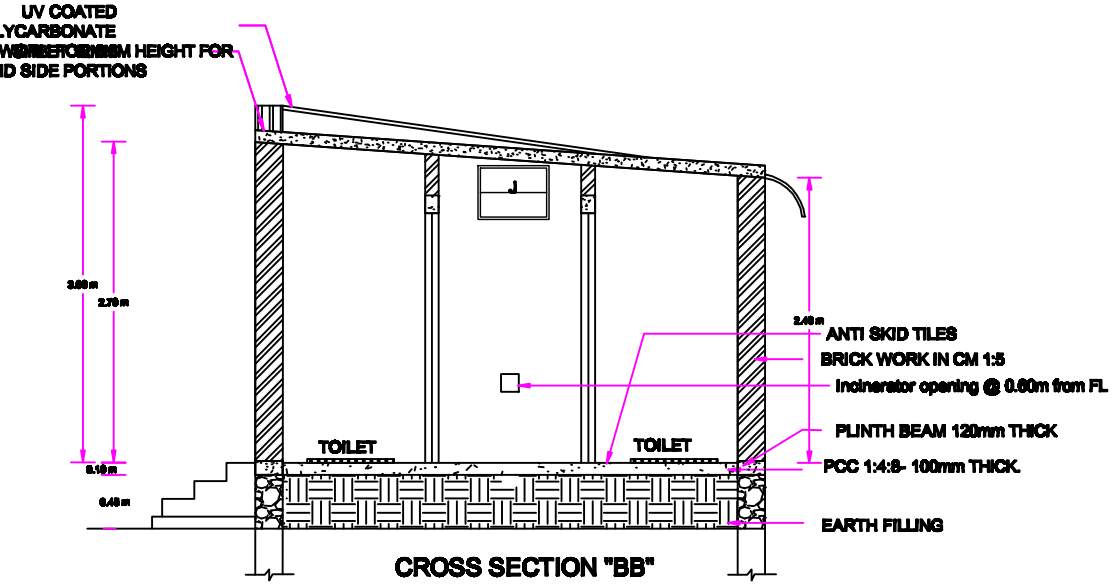 UV COATED
LYCARBONATE
HEIGHT FOR
ID SIDE PORTIONS
J
3.00 m
2.70 m
2.40 m
ANTI SKID TILES
BRICK WORK IN CM 1:5
Incinerator opening @ 0.60m from FL
TOILET
TOILET
PLINTH BEAM 120mm THICK
PCC 1:4:8- 100mm THICK.
0.45 m
EARTH FILLING
CROSS SECTION "BB"